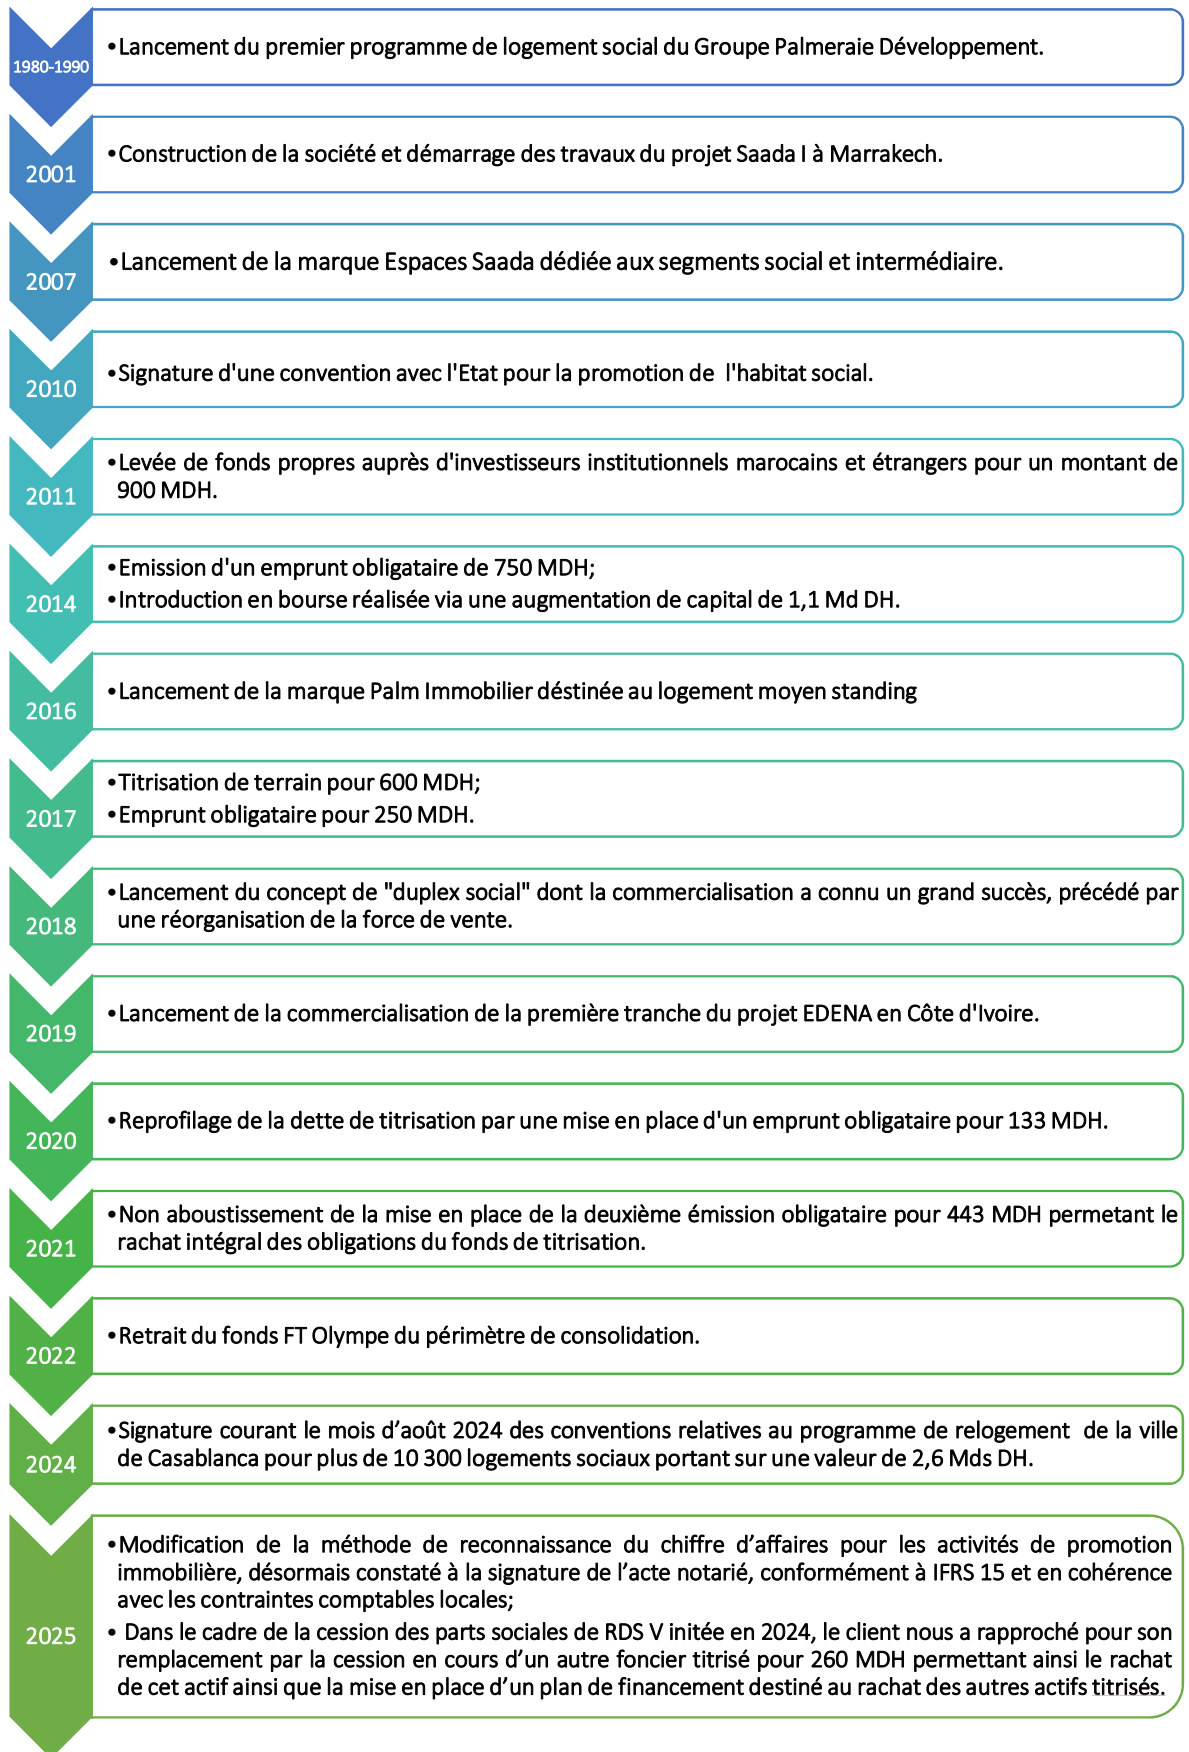 1980-1990
•Lancement du premier programme de logement social du Groupe Palmeraie Développement.
2001
•Construction de la société et démarrage des travaux du projet Saada I à Marrakech.
2007
•Lancement de la marque Espaces Saada dédiée aux segments social et intermédiaire.
2010
•Signature d'une convention avec l'Etat pour la promotion de  l'habitat social.
2011
•Levée de fonds propres auprès d'investisseurs institutionnels marocains et étrangers pour un montant de
900 MDH.
2014
•Emission d'un emprunt obligataire de 750 MDH;
•Introduction en bourse réalisée via une augmentation de capital de 1,1 Md DH.
2016
•Lancement de la marque Palm Immobilier déstinée au logement moyen standing
2017
•Titrisation de terrain pour 600 MDH;
•Emprunt obligataire pour 250 MDH.
2018
•Lancement du concept de "duplex social" dont la commercialisation a connu un grand succès, précédé par
une réorganisation de la force de vente.
2019
•Lancement de la commercialisation de la première tranche du projet EDENA en Côte d'Ivoire.
2020
•Reprofilage de la dette de titrisation par une mise en place d'un emprunt obligataire pour 133 MDH.
2021
•Non aboustissement de la mise en place de la deuxième émission obligataire pour 443 MDH permetant le
rachat intégral des obligations du fonds de titrisation.
2022
•Retrait du fonds FT Olympe du périmètre de consolidation.
2024
•Signature courant le mois d’août 2024 des conventions relatives au programme de relogement  de la ville
de Casablanca pour plus de 10 300 logements sociaux portant sur une valeur de 2,6 Mds DH.
2025
•Modification de la méthode de reconnaissance du chiffre d’affaires pour les activités de promotion
immobilière, désormais constaté à la signature de l’acte notarié, conformément à IFRS 15 et en cohérence
avec les contraintes comptables locales;
• Dans le cadre de la cession des parts sociales de RDS V initée en 2024, le client nous a rapproché pour son
remplacement par la cession en cours d’un autre foncier titrisé pour 260 MDH permettant ainsi le rachat
de cet actif ainsi que la mise en place d’un plan de financement destiné au rachat des autres actifs titrisés.